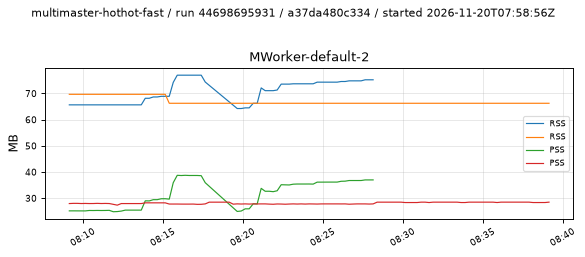 multimaster-hothot-fast / run 44698695931 / a37da480c334 / started 2026-11-20T07:58:56Z
MWorker-default-2
MB
70
60
50
40
30
RSS
RSS
PSS
PSS
08:10
08:15
08:20
08:25
08:30
08:35
08:40